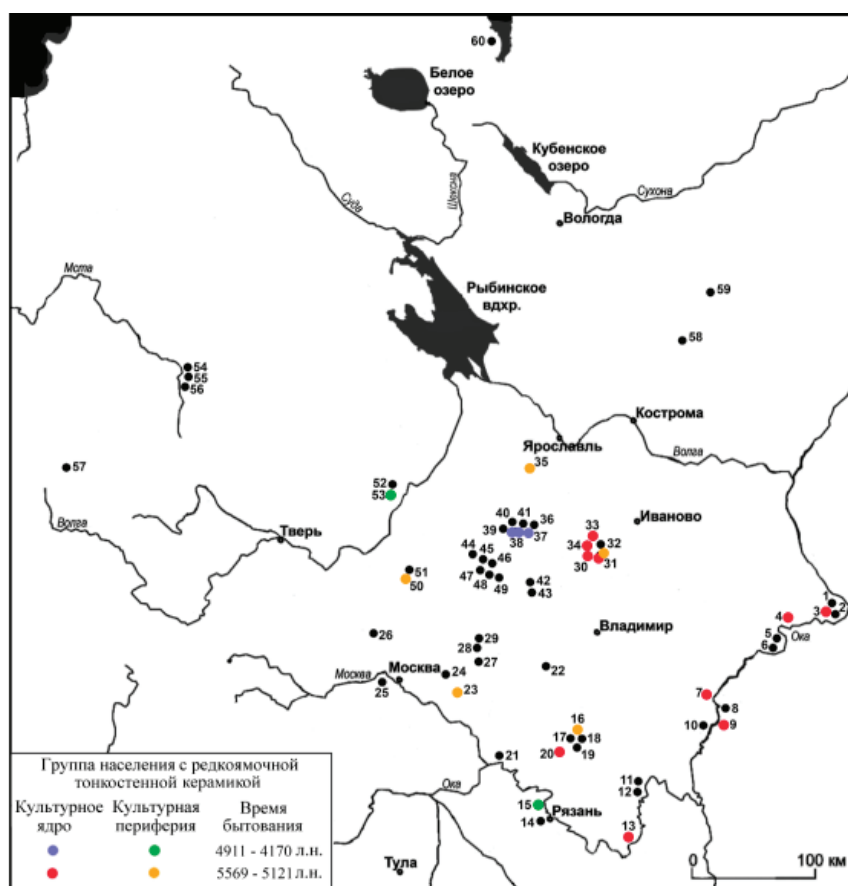 60
Белое
озеро
Кубенское
озеро
Сухона
Шексна
Суда
Вологда
Мста
Рыбинское
вдхр.
59
58
54
55
56
Кострома
Ярославль
Волга
57
35
52
53
Волга
Тверь
40 41 36
39
38 37
Иваново
33
34 32
30 31
44 45
46
47
48 49
51
50
42
43
1
2
3
4
5
6
Ока
Владимир
26
29
28
27
24
22
Москва
Москва
25
23
7
8
10 9
16
17 18
20 19
21
Ока
11
12
15
Рязань
14
13
Тула
Группа населения с редкоямочной
тонкостенной керамикой
Культурное Культурная Время
ядро периферия бытования
4911 - 4170 л.н.
5569 - 5121 л.н.
0 100 км